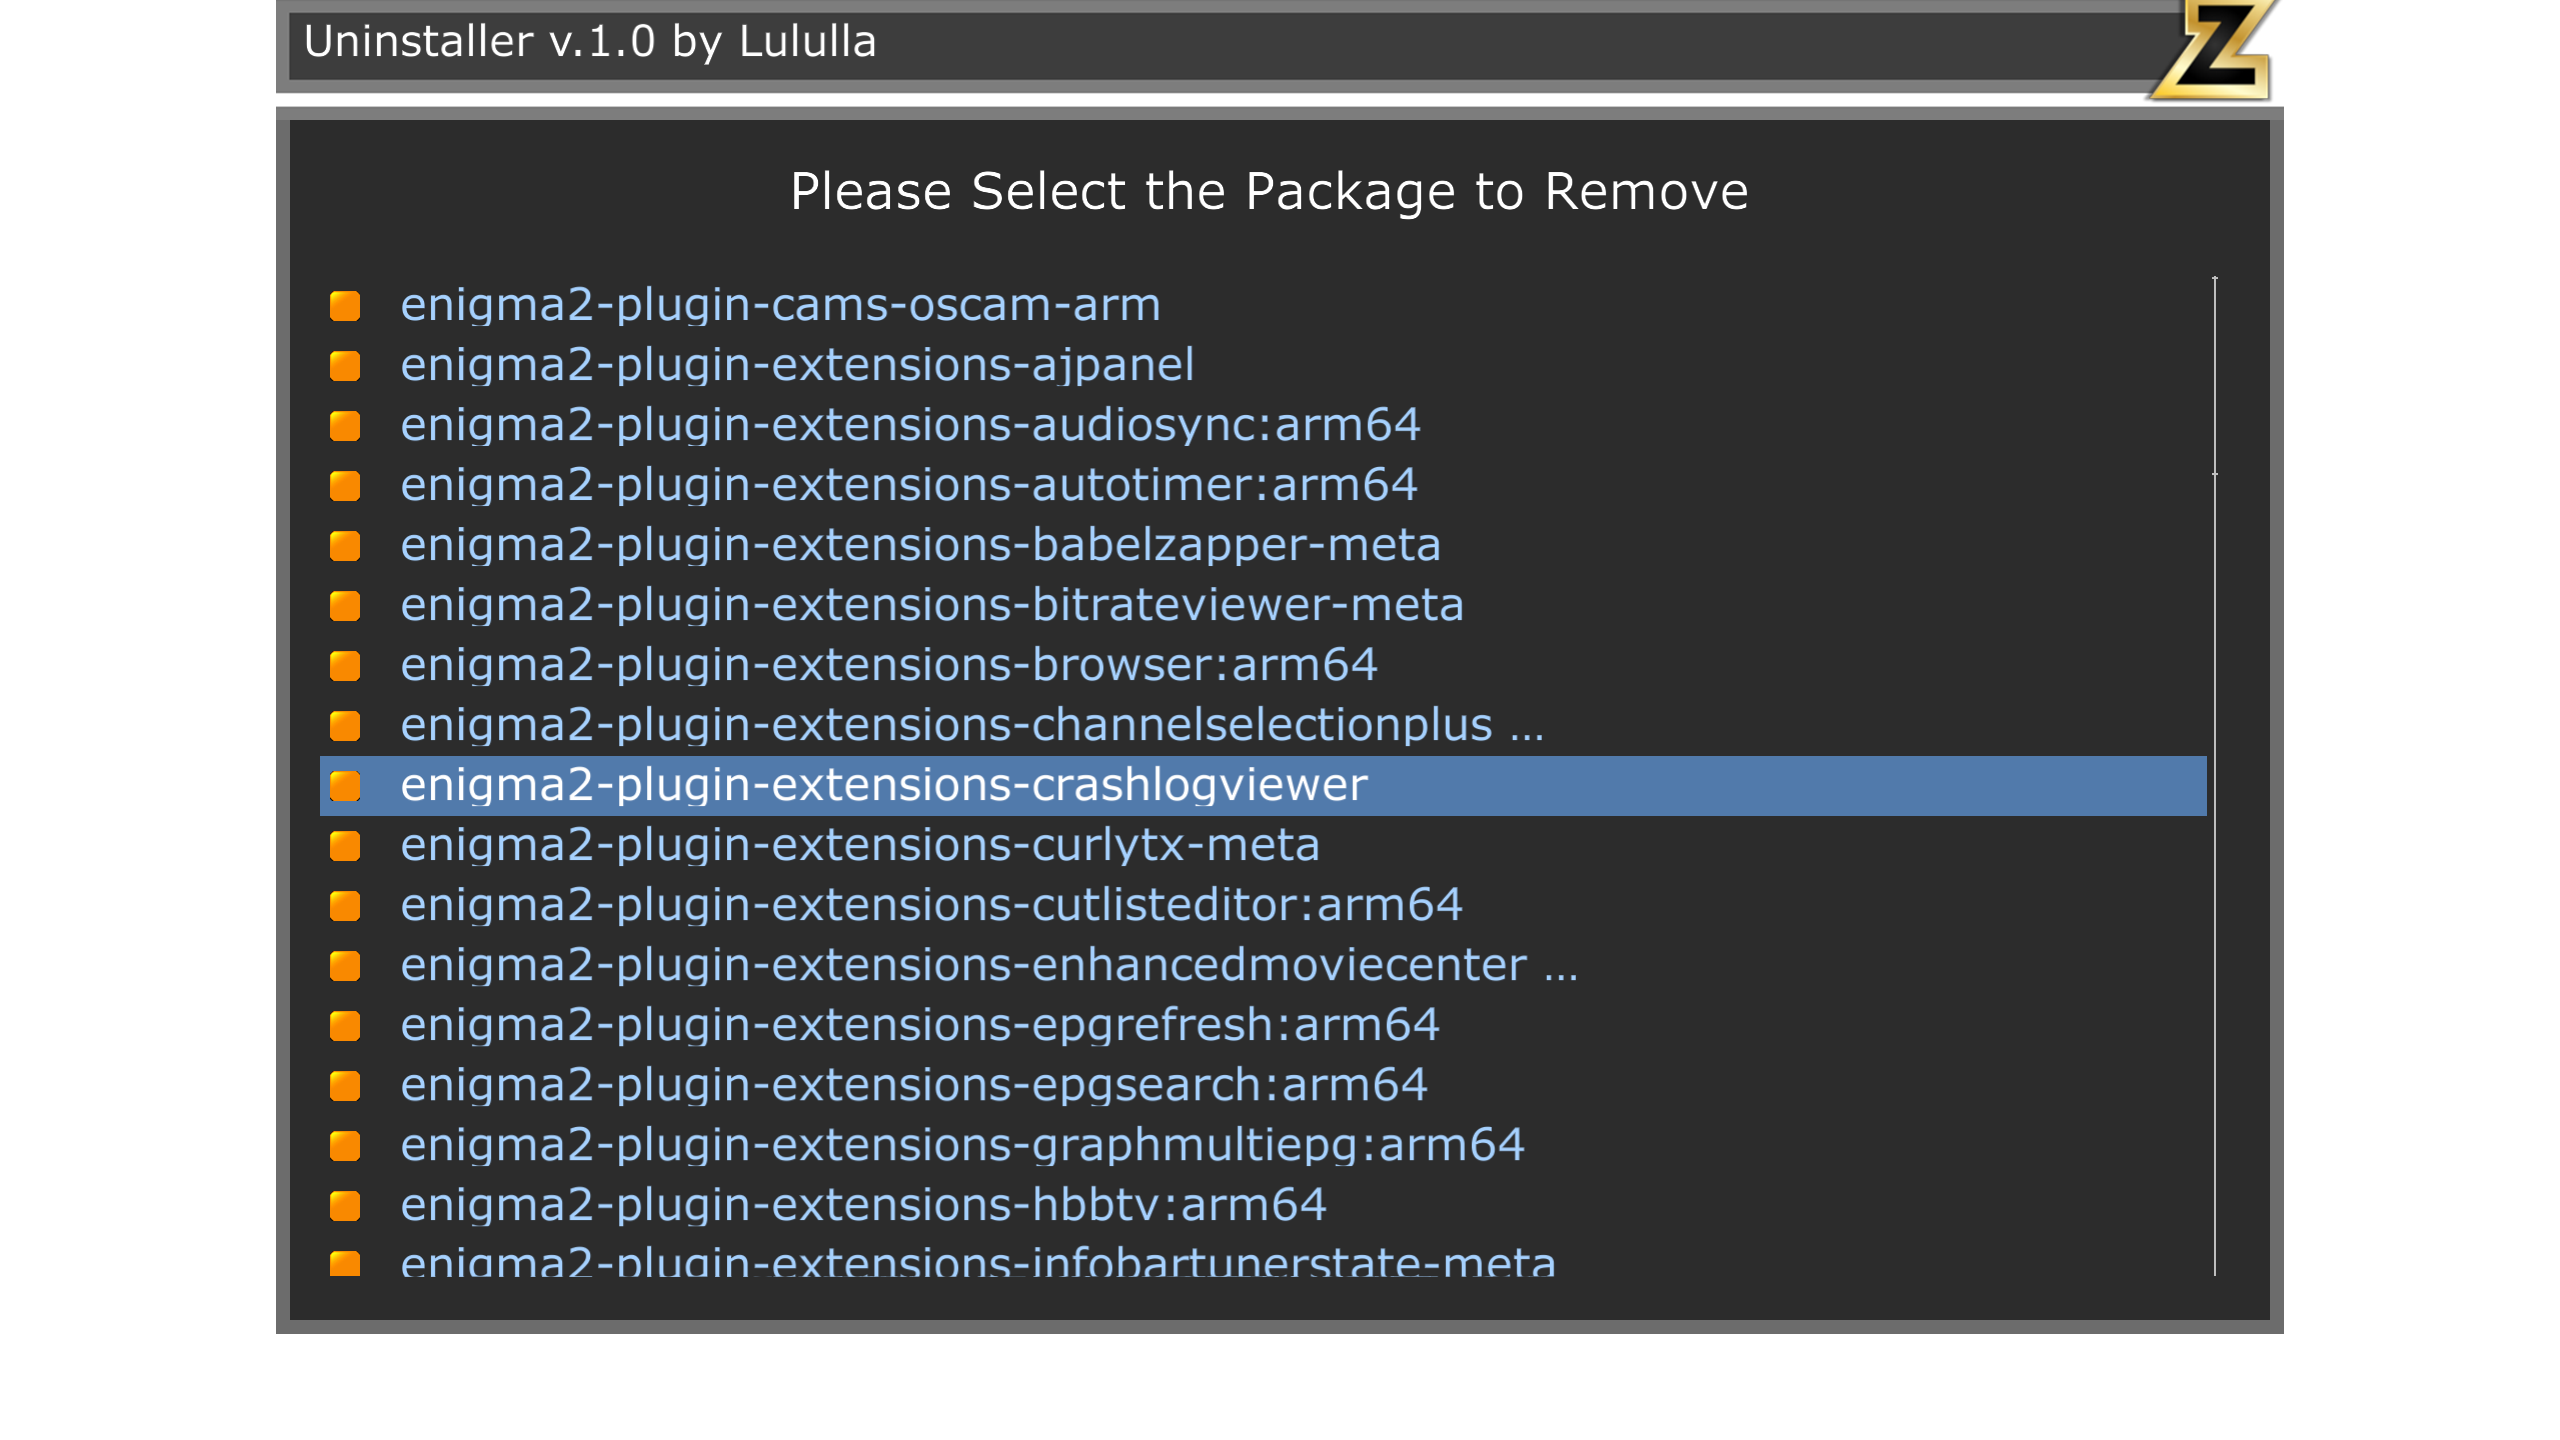 Uninstaller v.1.0 by Lululla
Z
Please Select the Package to Remove
enigma2-plugin-cams-oscam-arm
enigma2-plugin-extensions-ajpanel
enigma2-plugin-extensions-audiosync:arm64
enigma2-plugin-extensions-autotimer:arm64
enigma2-plugin-extensions-babelzapper-meta
enigma2-plugin-extensions-bitrateviewer-meta
enigma2-plugin-extensions-browser:arm64
enigma2-plugin-extensions-channelselectionplus ...
enigma2-plugin-extensions-crashlogviewer
enigma2-plugin-extensions-curlytx-meta
enigma2-plugin-extensions-cutlisteditor:arm64
enigma2-plugin-extensions-enhancedmoviecenter ...
enigma2-plugin-extensions-epgrefresh:arm64
enigma2-plugin-extensions-epgsearch:arm64
enigma2-plugin-extensions-graphmultiepg:arm64
enigma2-plugin-extensions-hbbtv:arm64
enigma2-plugin-extensions-infobartunerstate-meta